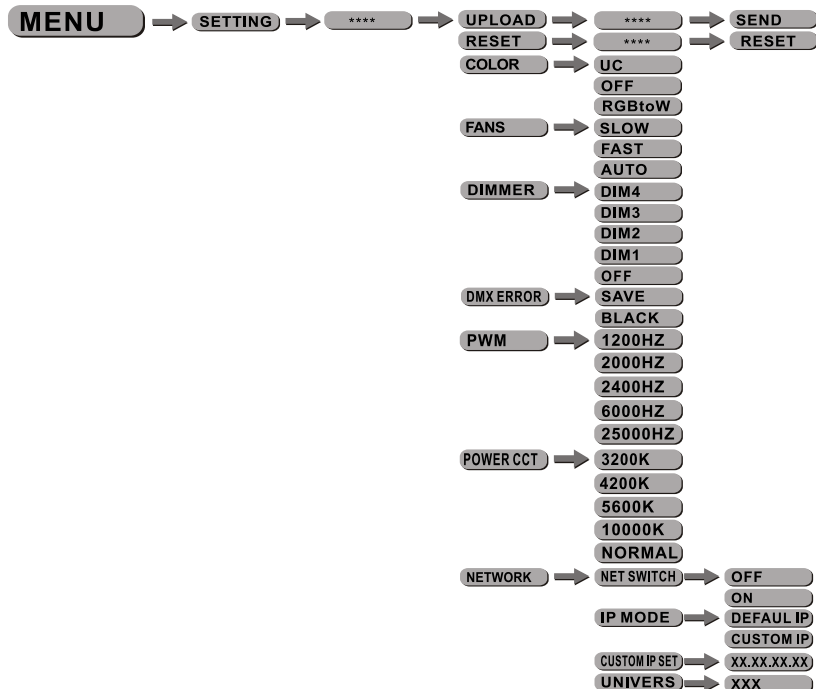 MENU SETTING **** UPLOAD **** SEND
RESET **** RESET
COLOR UC
OFF
RGBtoW
FANS SLOW
FAST
AUTO
DIMMER DIM4
DIM3
DIM2
DIM1
OFF
DMX ERROR SAVE
BLACK
PWM 1200HZ
2000HZ
2400HZ
6000HZ
25000HZ
POWER CCT 3200K
4200K
5600K
10000K
NORMAL
NETWORK NET SWITCH OFF
ON
IP MODE DEFAUL IP
CUSTOM IP
CUSTOM IP SET XX.XX.XX.XX
UNIVERS XXX